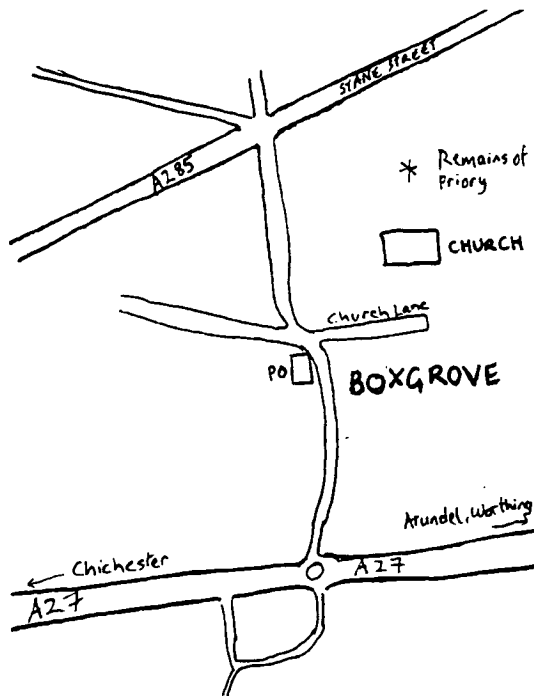 STANE STREET
A285
Remains of
Priory
CHURCH
Church Lane
PO
BOXGROVE
Arundel, Worthing
Chichester
A27
A27